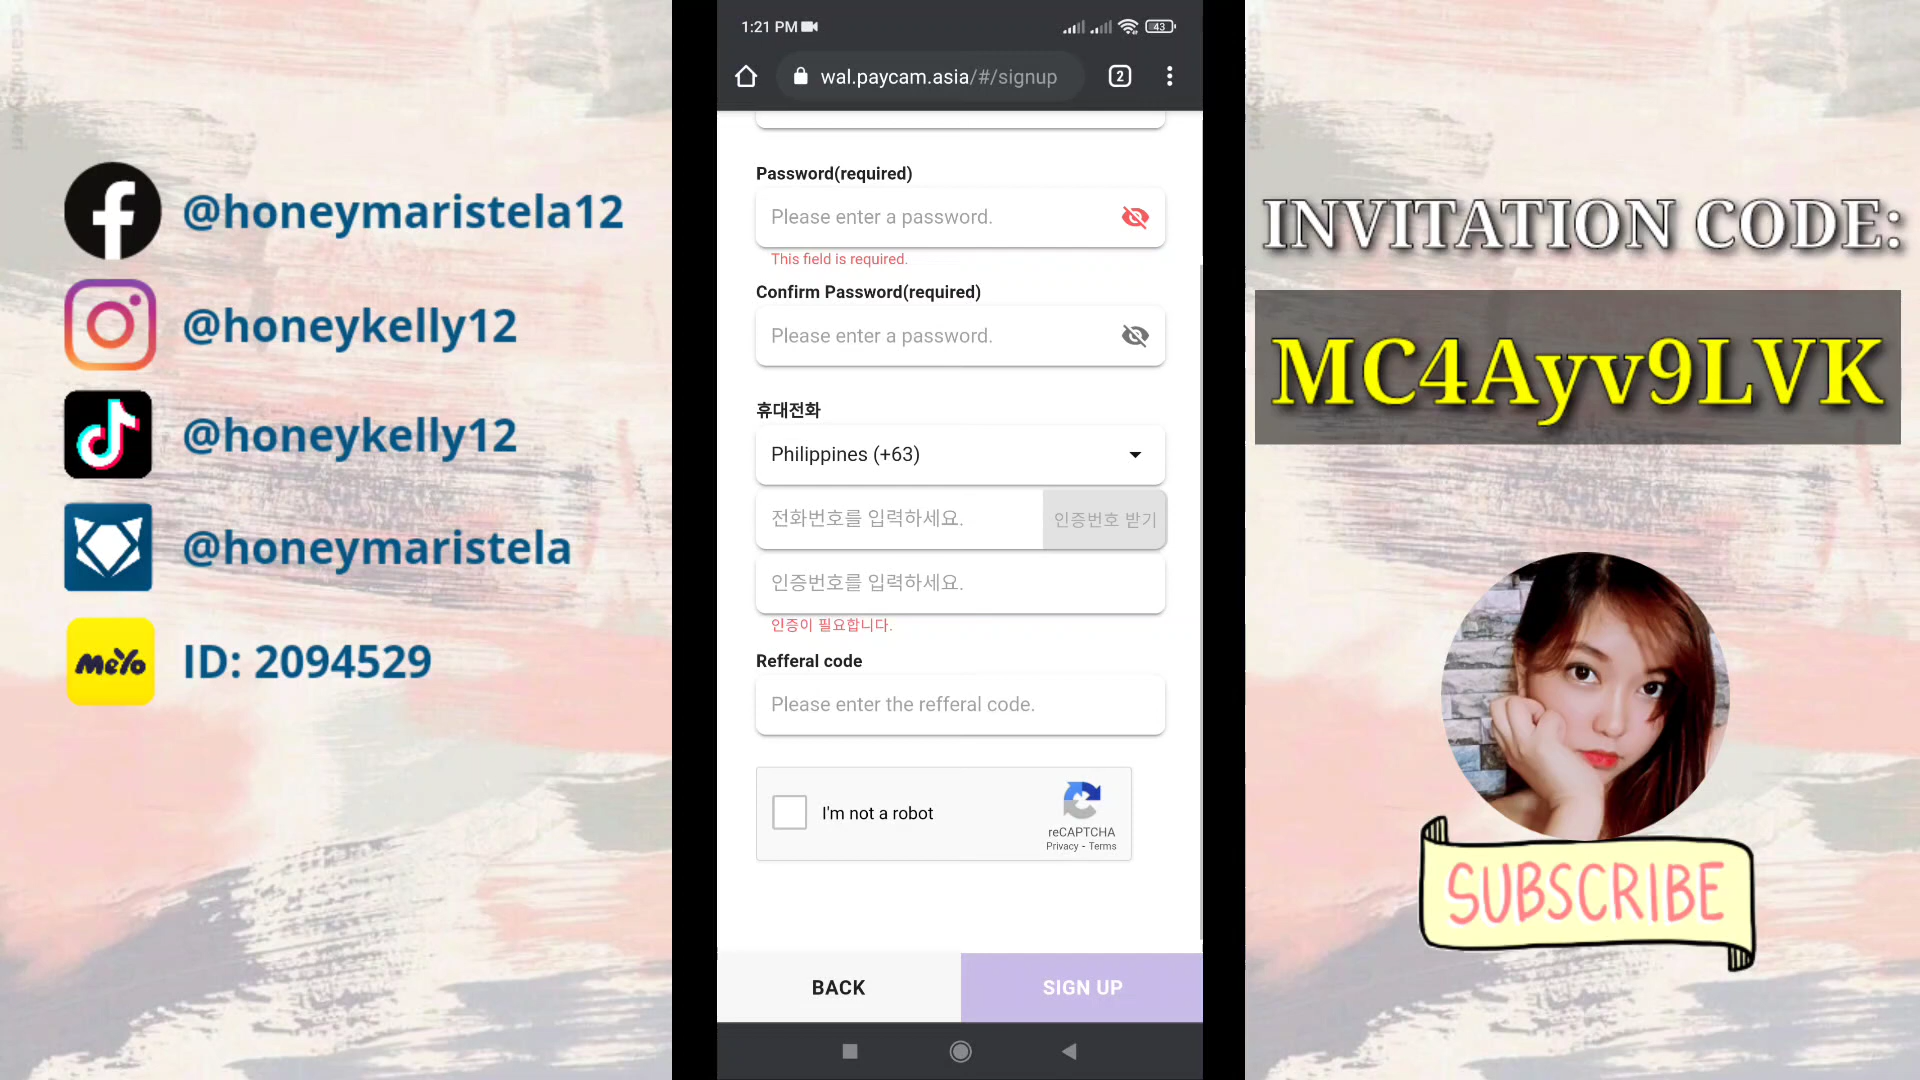 @honeymaristela12
@honeykelly12
@honeykelly12
@honeymaristela
MeYo
ID: 2094529
1:21 PM
43
wal.paycam.asia/#/signup
2
Password(required)
Please enter a password.
This field is required.
Confirm Password(required)
Please enter a password.
휴대전화
Philippines (+63)
전화번호를 입력하세요.
인증번호 받기
인증번호를 입력하세요.
인증이 필요합니다.
Refferal code
Please enter the refferal code.
I'm not a robot
reCAPTCHA
Privacy - Terms
BACK
SIGN UP
INVITATION CODE:
MC4Ayv9LVK
SUBSCRIBE